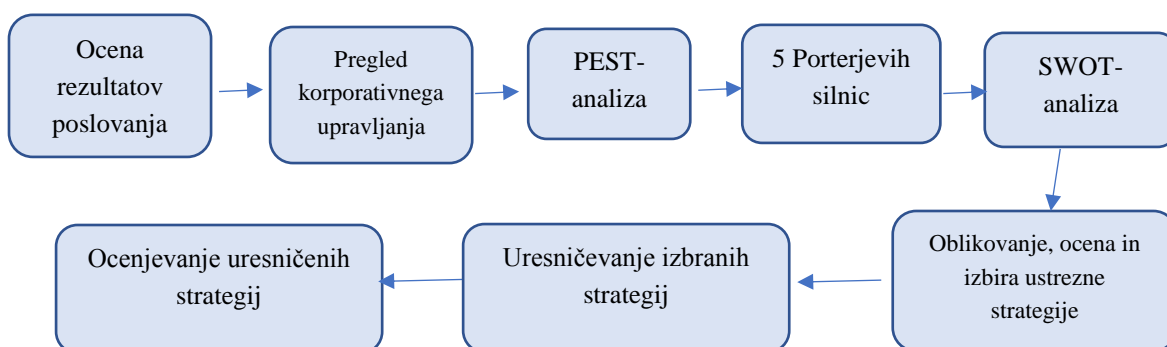 Ocena
rezultatov
poslovanja
Pregled
korporativnega
upravljanja
PEST-
analiza
5 Porterjevih
silnic
SWOT-
analiza
Oblikovanje, ocena in
izbira ustrezne
strategije
Uresničevanje izbranih
strategij
Ocenjevanje uresničenih
strategij